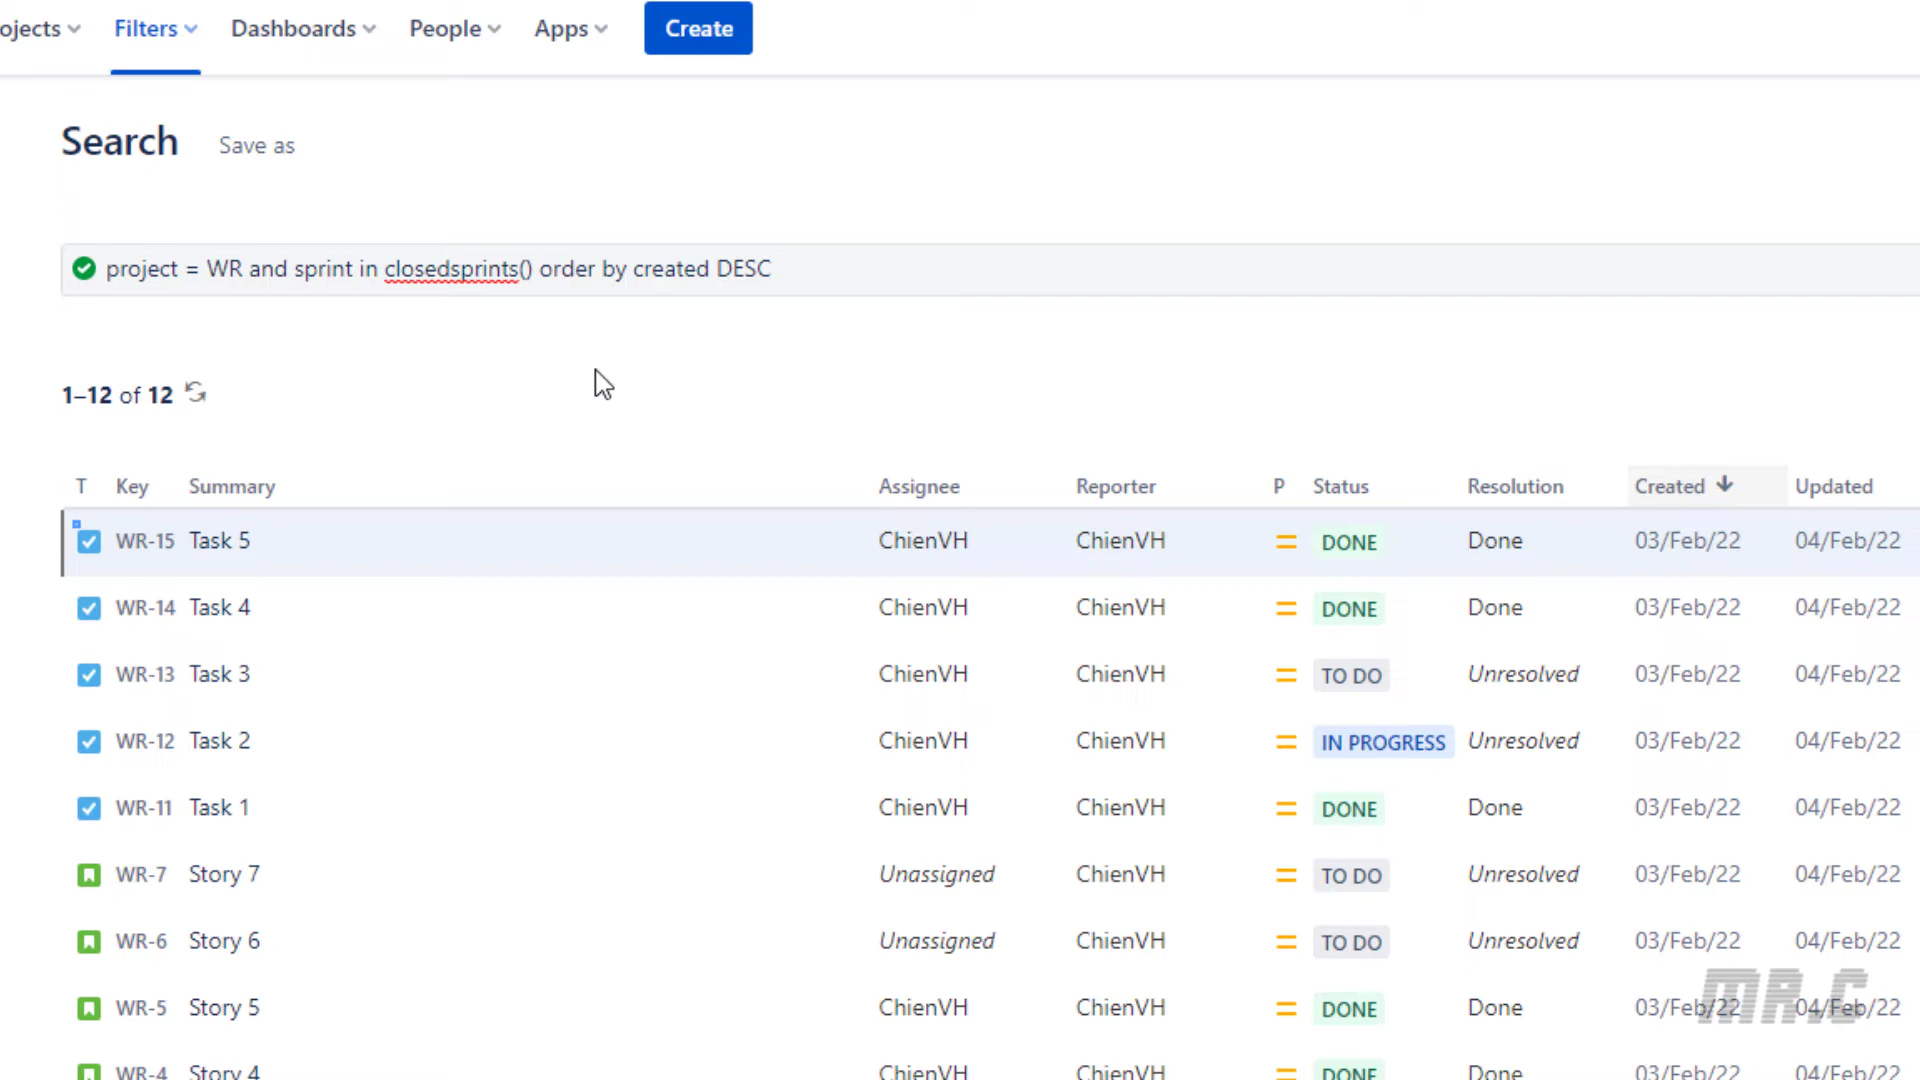 ojects Filters Dashboards People Apps Create
Search Save as
project = WR and sprint in closedsprints() order by created DESC
1–12 of 12
T Key Summary Assignee Reporter P Status Resolution Created Updated
WR-15 Task 5 ChienVH ChienVH DONE Done 03/Feb/22 04/Feb/22
WR-14 Task 4 ChienVH ChienVH DONE Done 03/Feb/22 04/Feb/22
WR-13 Task 3 ChienVH ChienVH TO DO Unresolved 03/Feb/22 04/Feb/22
WR-12 Task 2 ChienVH ChienVH IN PROGRESS Unresolved 03/Feb/22 04/Feb/22
WR-11 Task 1 ChienVH ChienVH DONE Done 03/Feb/22 04/Feb/22
WR-7 Story 7 Unassigned ChienVH TO DO Unresolved 03/Feb/22 04/Feb/22
WR-6 Story 6 Unassigned ChienVH TO DO Unresolved 03/Feb/22 04/Feb/22
MR.C
WR-5 Story 5 ChienVH ChienVH DONE Done 03/Feb/22 04/Feb/22
WR-4 Story 4 ChienVH ChienVH DONE Done 03/Feb/22 04/Feb/22